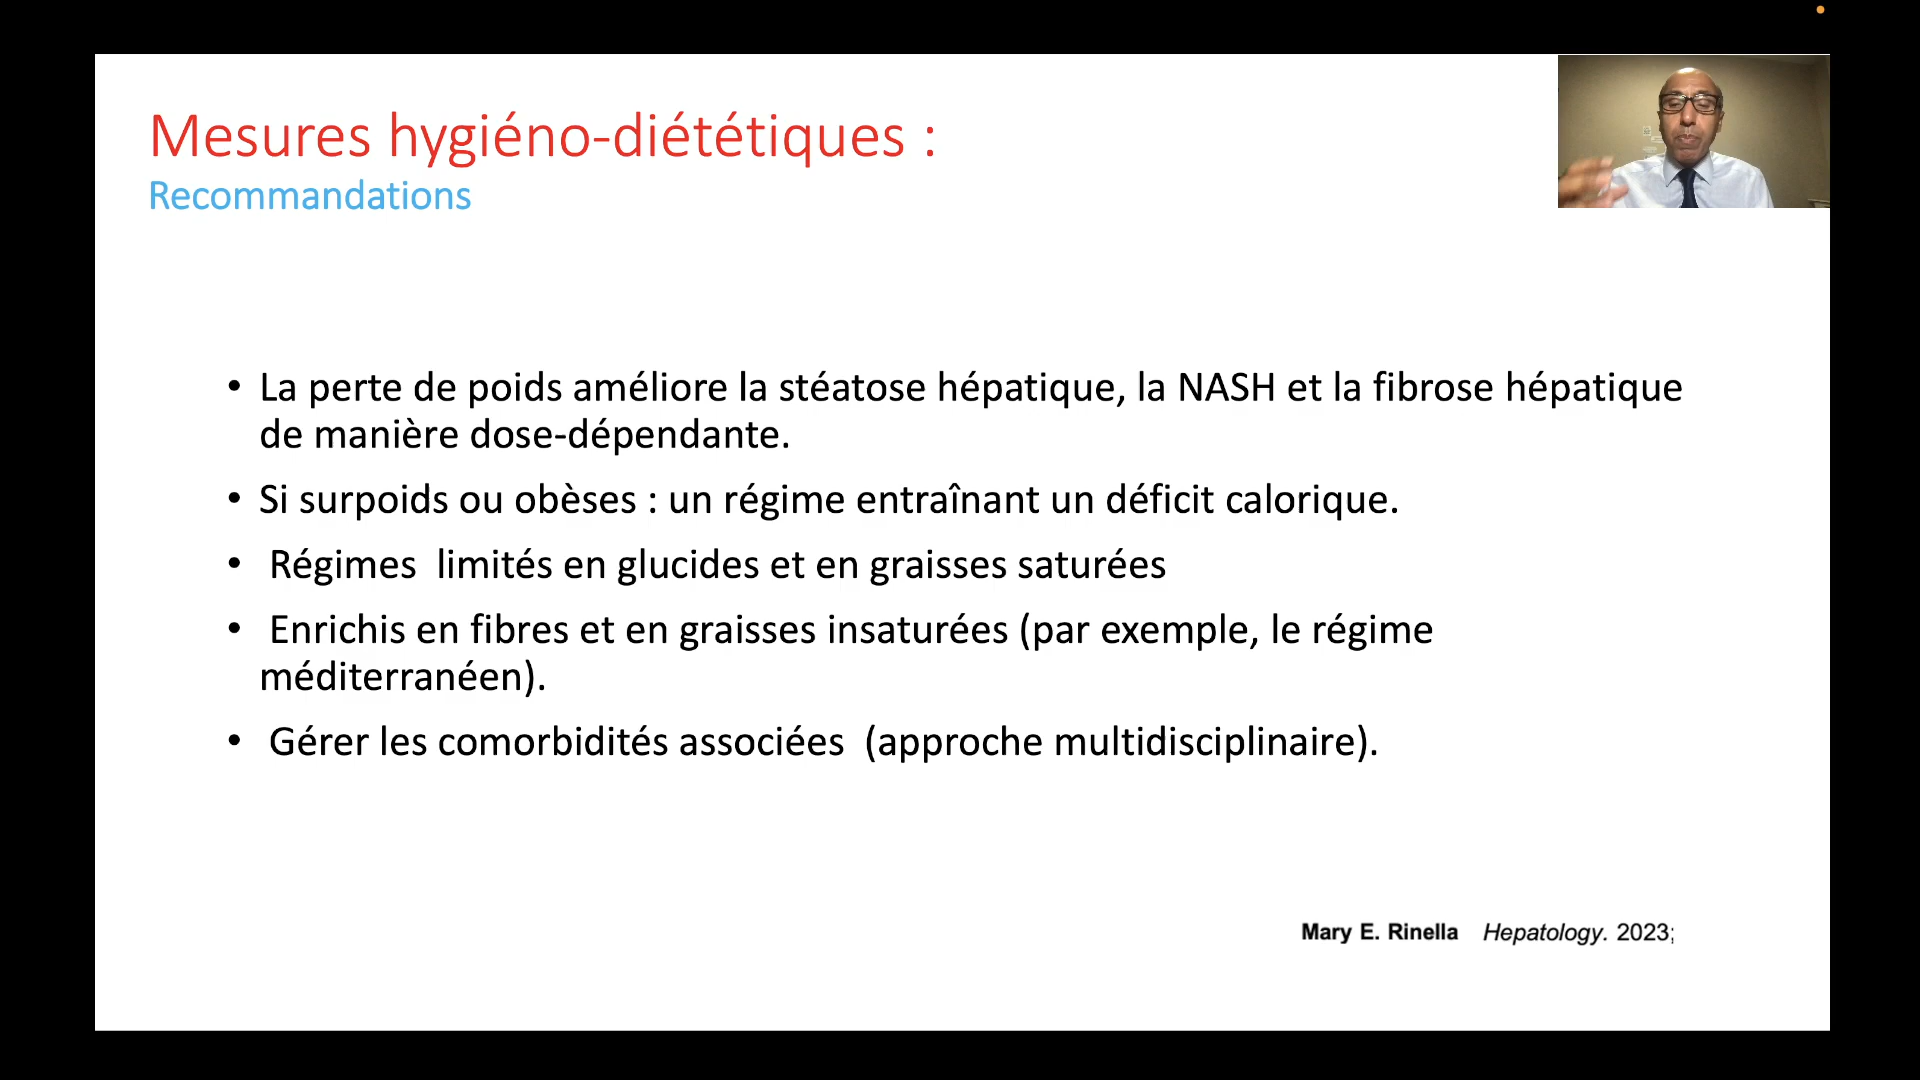 Mesures hygiéno-diététiques :
Recommandations
• La perte de poids améliore la stéatose hépatique, la NASH et la fibrose hépatique
de manière dose-dépendante.
• Si surpoids ou obèses : un régime entraînant un déficit calorique.
• Régimes limités en glucides et en graisses saturées
• Enrichis en fibres et en graisses insaturées (par exemple, le régime
méditerranéen).
• Gérer les comorbidités associées (approche multidisciplinaire).
Mary E. Rinella Hepatology. 2023;